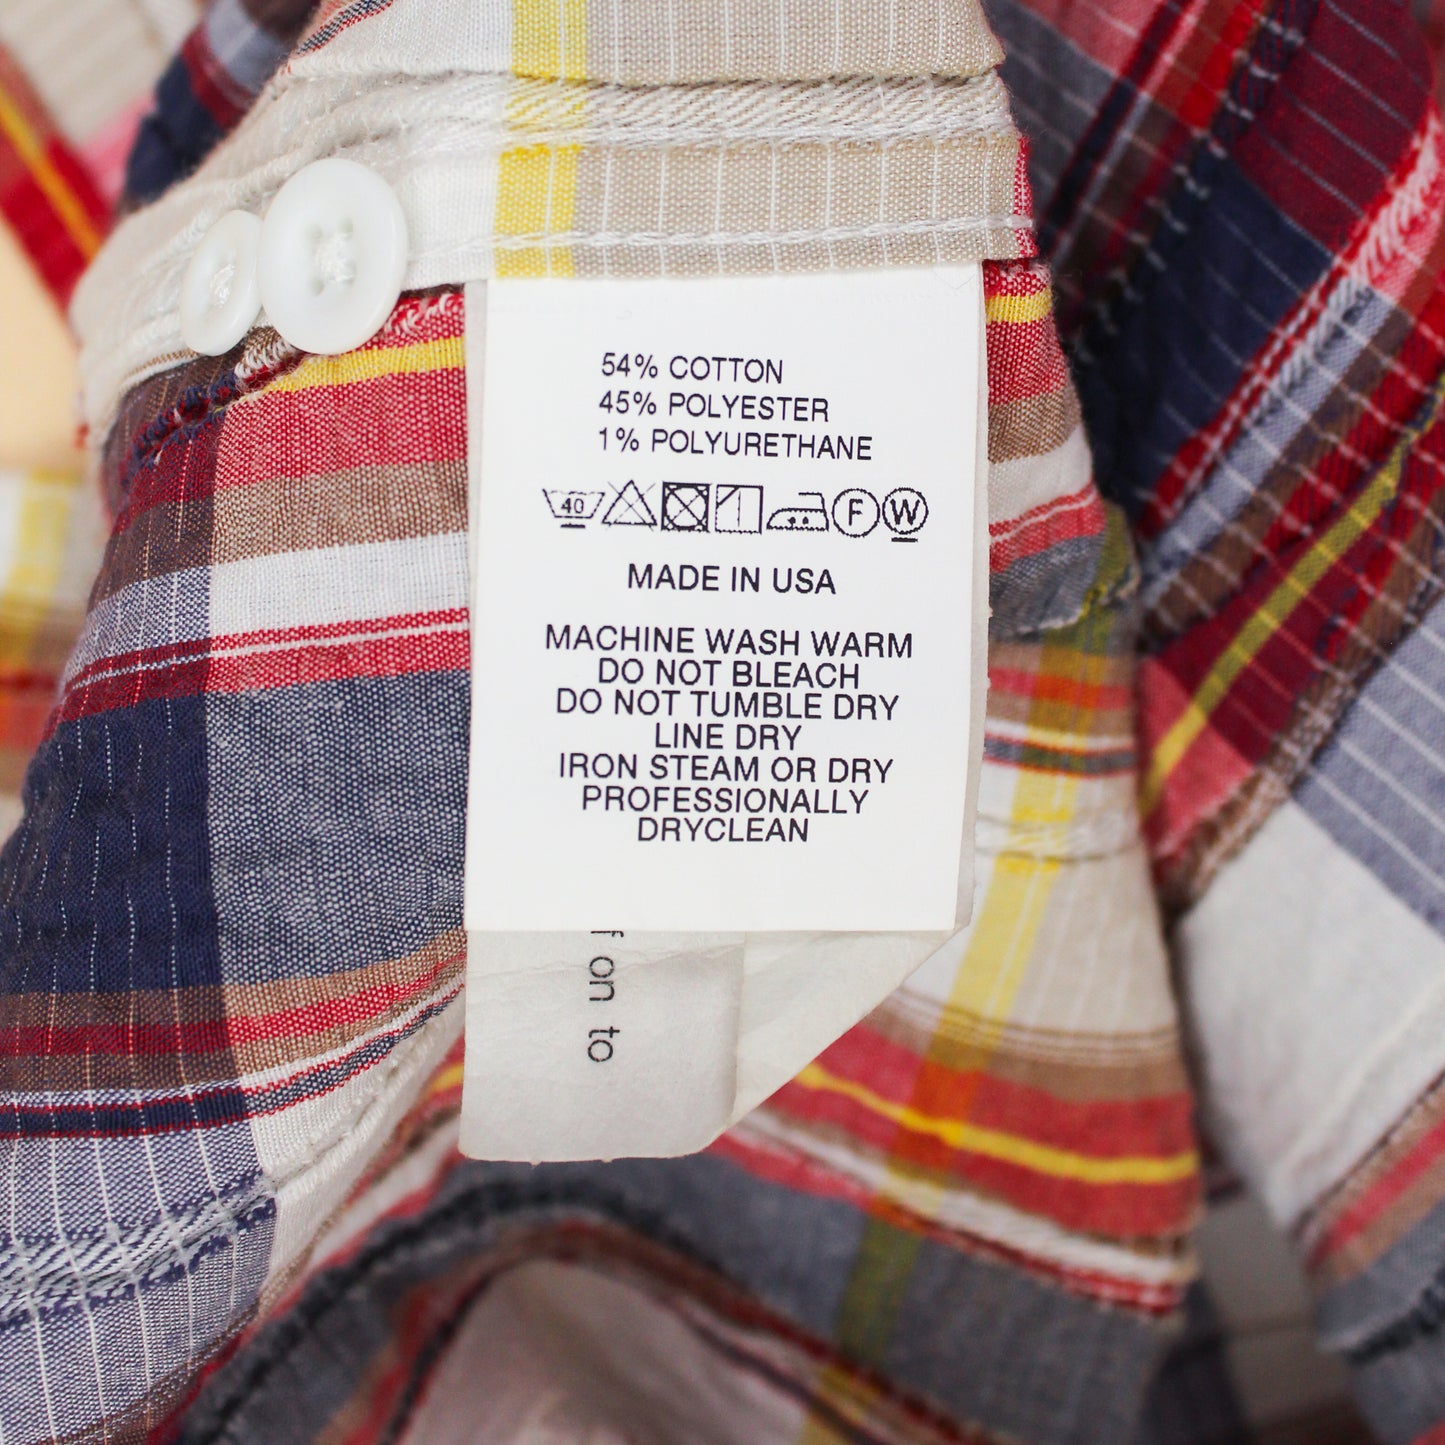 54% COTTON
45% POLYESTER
1% POLYURETHANE
40 F W
MADE IN USA
MACHINE WASH WARM
DO NOT BLEACH
DO NOT TUMBLE DRY
LINE DRY
IRON STEAM OR DRY
PROFESSIONALLY
DRYCLEAN
on to